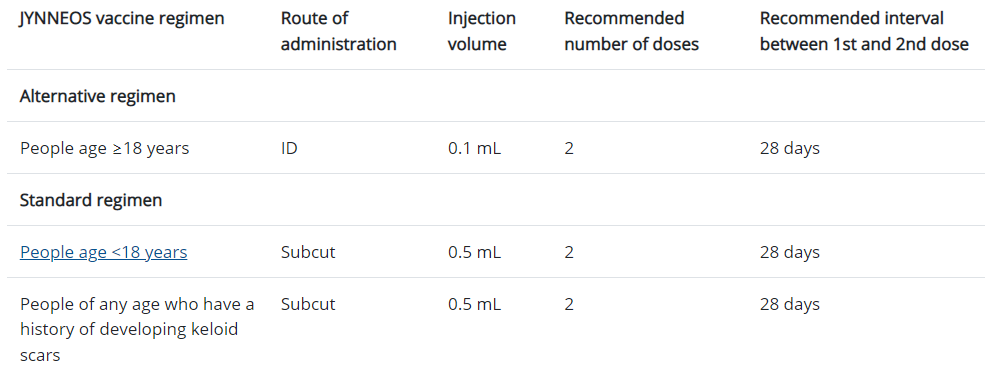 JYNNEOS vaccine regimen Route of administration Injection volume Recommended number of doses Recommended interval between 1st and 2nd dose
Alternative regimen
People age ≥18 years ID 0.1 mL 2 28 days
Standard regimen
People age <18 years Subcut 0.5 mL 2 28 days
People of any age who have a Subcut 0.5 mL 2 28 days
history of developing keloid
scars